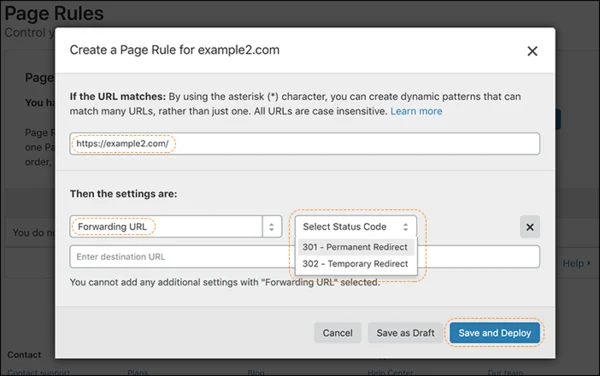 Page Rules
Control yo
Create a Page Rule for example2.com
Page
You ha
If the URL matches: By using the asterisk (*) character, you can create dynamic patterns that can
match many URLs, rather than just one. All URLs are case insensitive. Learn more
Page R
one Pa
order,
https://example2.com/
Then the settings are:
Forwarding URL
Select Status Code
301 - Permanent Redirect
302 - Temporary Redirect
You do no
Enter destination URL
Help
You cannot add any additional settings with "Forwarding URL" selected.
Cancel
Save as Draft
Save and Deploy
Contact
Contact support
Plans
Blog
Help Center
Our team